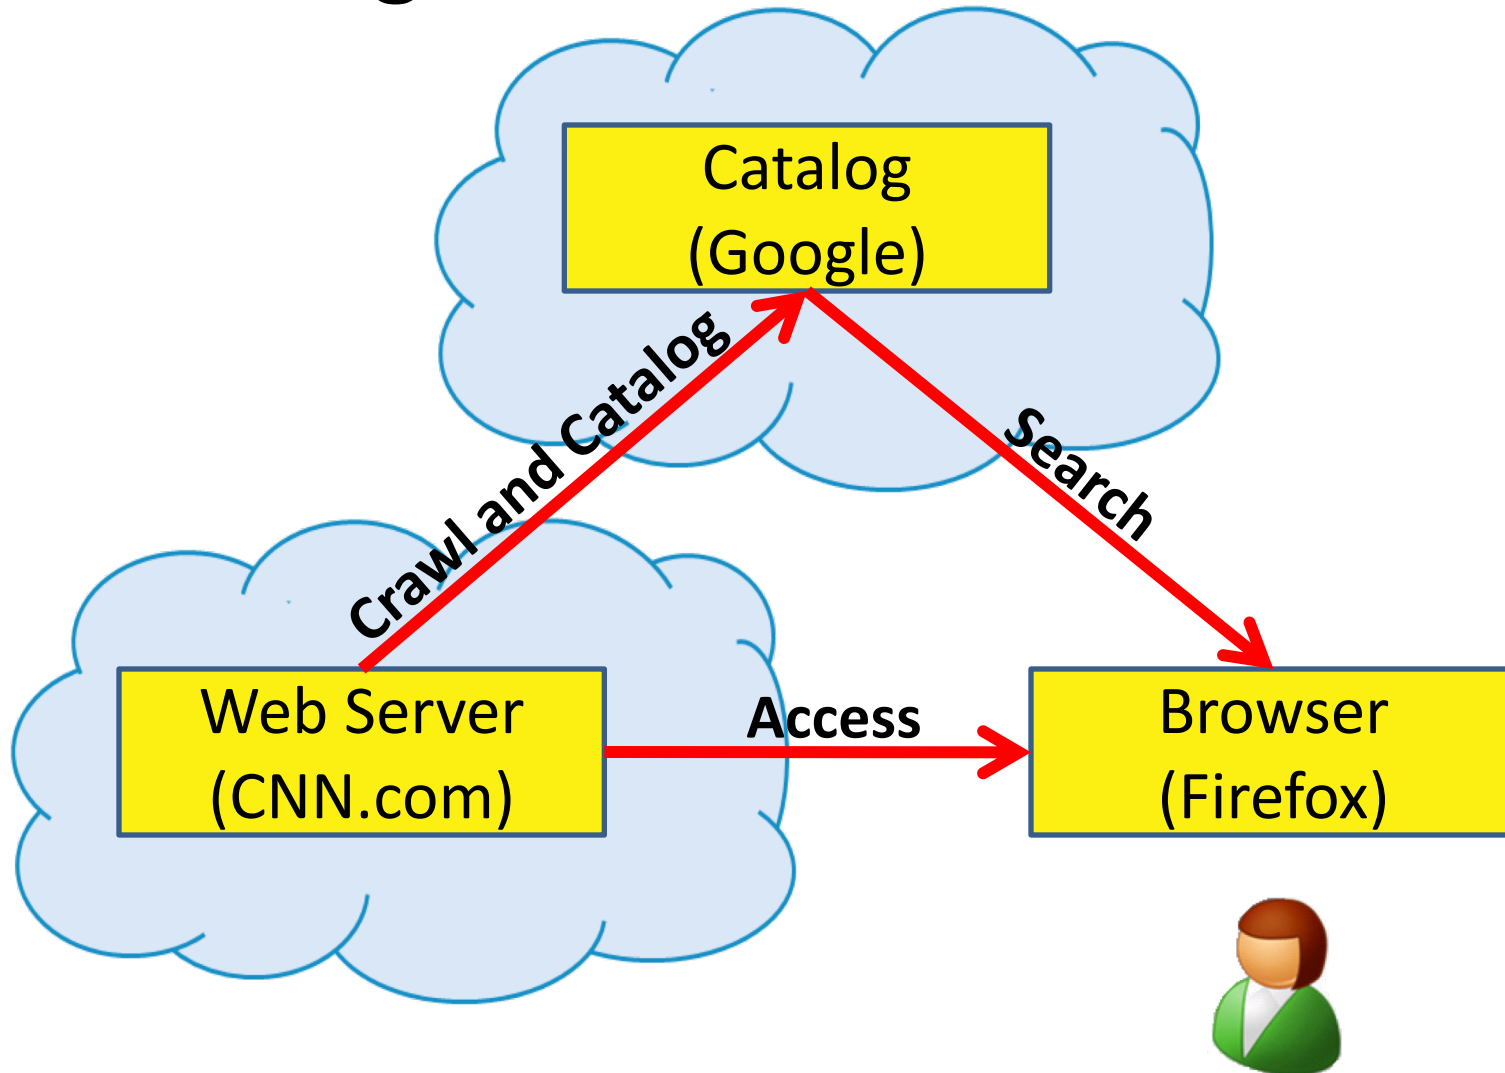 Catalog
(Google)
Crawl and Catalog
Search
Web Server
(CNN.com)
Access
Browser
(Firefox)